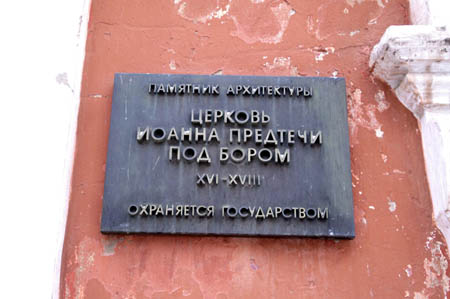 ПАМЯТНИК АРХИТЕКТУРЫ
ЦЕРКОВЬ
ИОАННА ПРЕДТЕЧИ
ПОД БОРОМ
XVI-XVIII
ОХРАНЯЕТСЯ ГОСУДАРСТВОМ